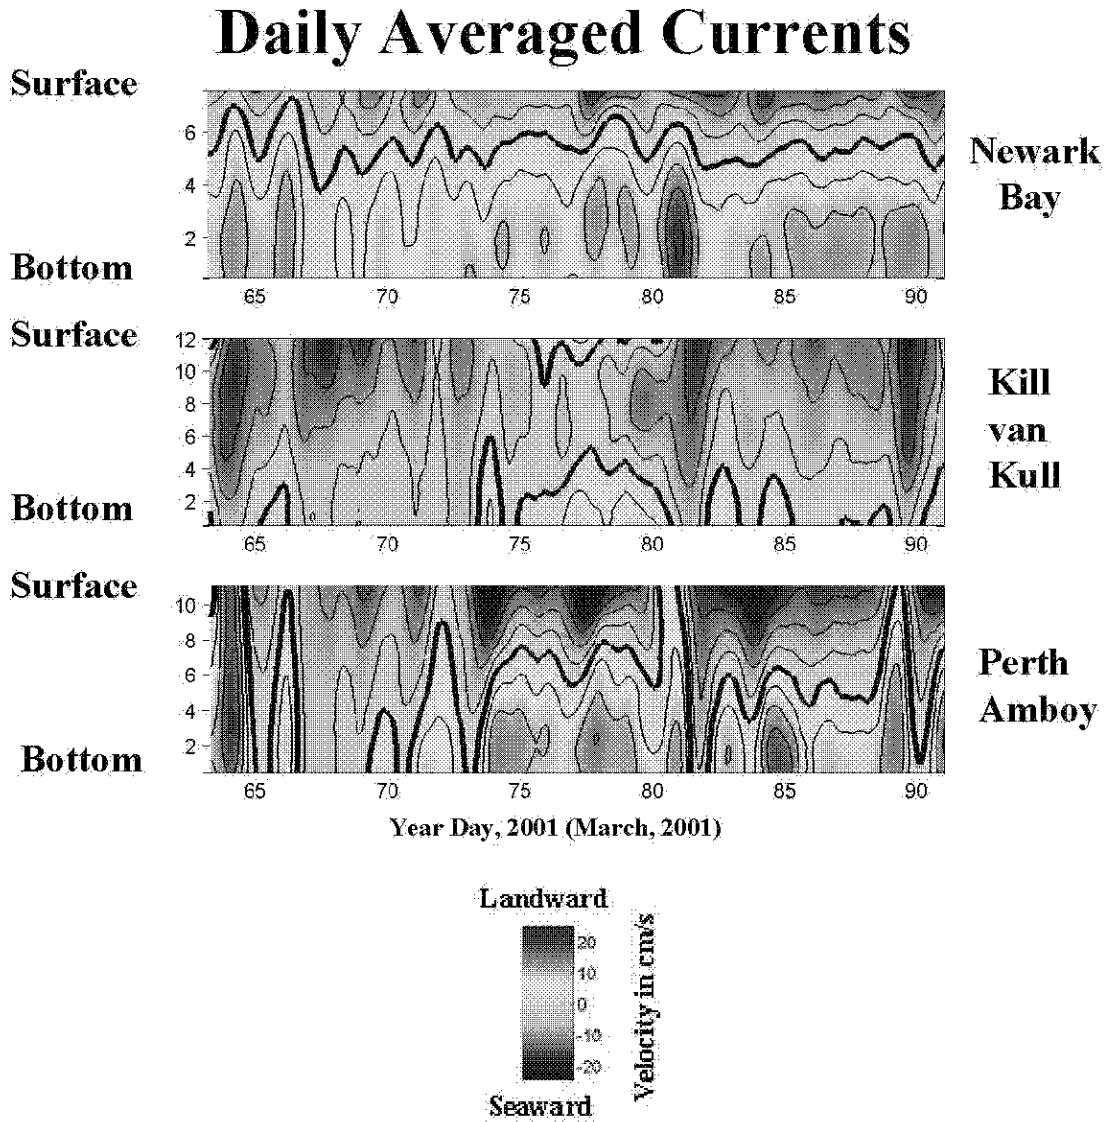 Daily Averaged Currents
Surface
6
4
2
Bottom
Newark
Bay
65 70 75 80 85 90
Surface
12
10
8
6
4
2
Bottom
Kill
van
Kull
65 70 75 80 85 90
Surface
10
8
6
4
2
Bottom
Perth
Amboy
65 70 75 80 85 90
Year Day, 2001 (March, 2001)
Landward
20
10
0
-10
-20
Velocity in cm/s
Seaward